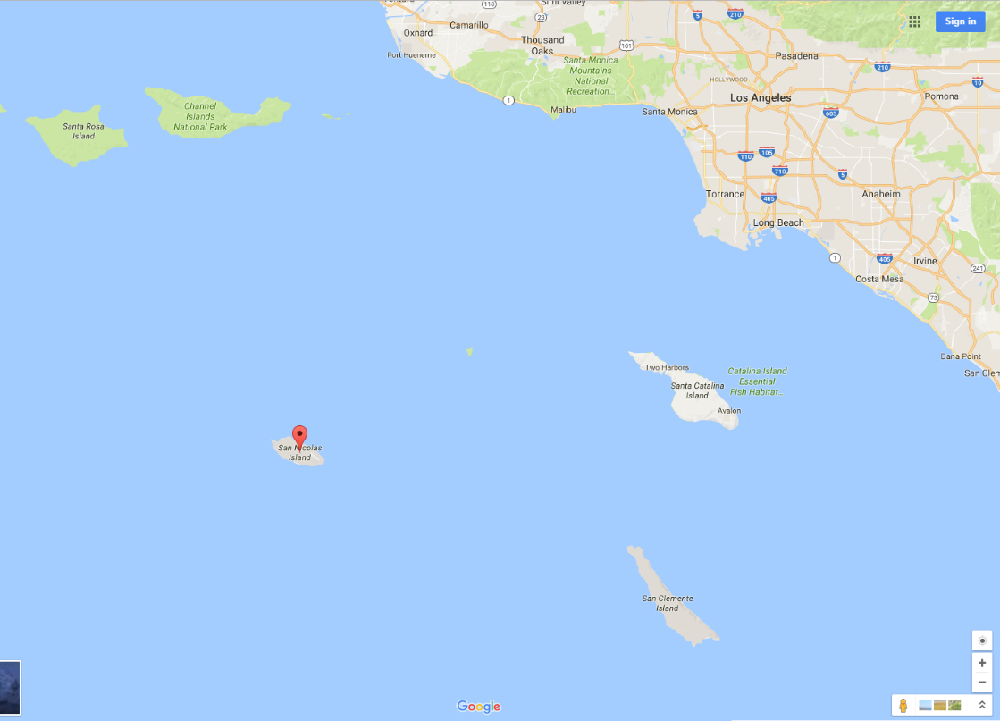 118
Simi Valley
23
5
210
Sign in
Camarillo
Oxnard
Thousand
Oaks
101
Port Hueneme
Pasadena
Santa Monica
Mountains
National
Recreation...
210
HOLLYWOOD
10
Los Angeles
Pomona
1
Malibu
Santa Monica
605
Channel
Islands
National Park
Santa Rosa
Island
110
105
710
5
Torrance
405
Anaheim
Long Beach
1
405
Irvine
241
Costa Mesa
73
Dana Point
San Clem
Two Harbors
Catalina Island
Essential
Fish Habitat...
Santa Catalina
Island
Avalon
San Nicolas
Island
San Clemente
Island
Google